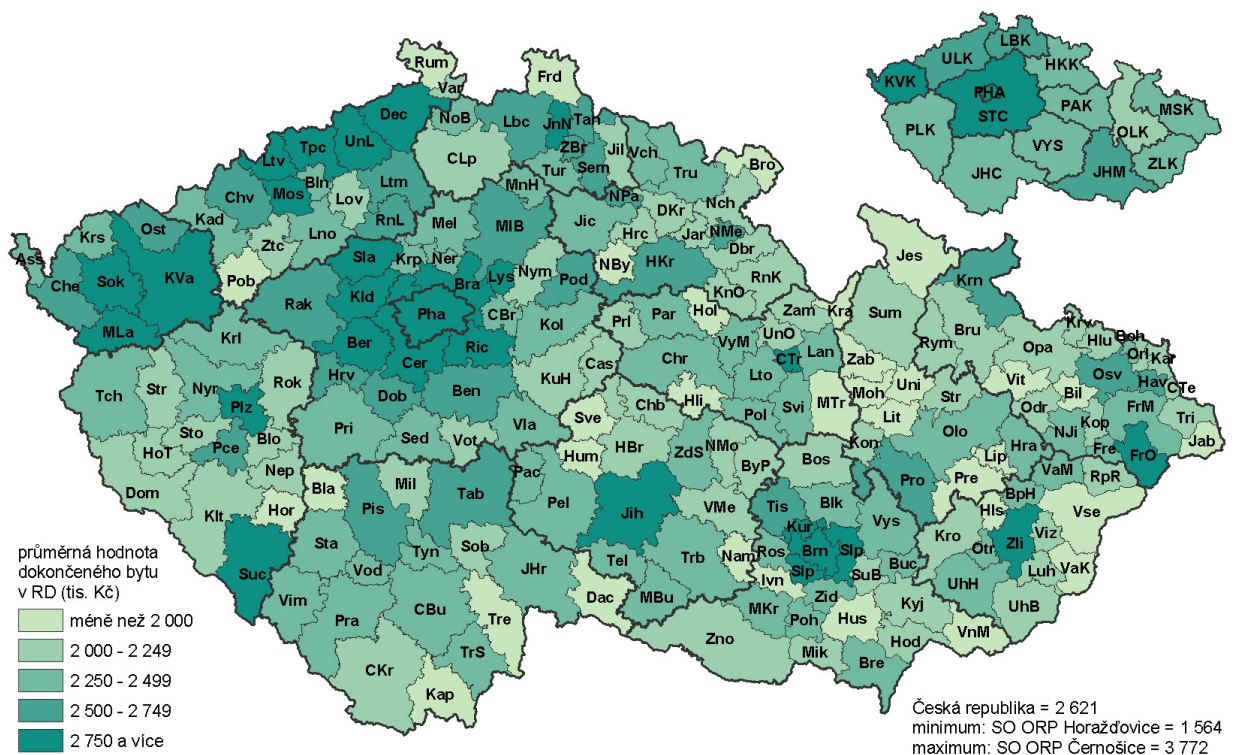 Rum
Frd
Var
Dec
NoB
Lbc
JnN
Tan
Tpc
UnL
Ltv
ZBr
Jil
Vch
CLp
Sem
Tru
Bro
Bln
Mos
Chv
Ltm
Tur
MnH
NPa
Lov
Kad
RnL
Nch
DKr
Ost
Krs
Lno
Mel
MlB
Jic
Hrc
Jar
NMe
Ztc
Dbr
Ass
Che
Sok
KVa
Pob
Sla
Krp
Ner
Bra
Lys
Nym
Pod
NBy
HKr
RnK
Jes
Krn
Rak
Kld
Pha
CBr
Kol
KnO
MLa
Krl
Ber
Cer
Ric
Prl
Par
Hol
Zam
Kra
Sum
UnO
VyM
Rym
Bru
Opa
Krv
Hlu
Boh
Orl
Kar
Tch
Str
Nyr
Rok
Hrv
Dob
Ben
KuH
Cas
Chr
CTr
Lan
Zab
Lto
Plz
Moh
Uni
Vit
Bil
Osv
Hav
CTe
Sto
Blo
Pce
HoT
Pri
Sed
Vot
Vla
Sve
Chb
Hli
Pol
Svi
MTr
Lit
Str
Odr
Kop
FrM
Tri
Jab
Nep
Dom
Klt
Hor
Bla
Mil
Tab
Pac
Hum
HBr
ZdS
NMo
ByP
Bos
Kon
Olo
Hra
NJi
Fre
FrO
Lip
Pel
Pis
Jih
VMe
Tis
Blk
Vys
Pro
Pre
VaM
RpR
BpH
Hls
Vse
Suc
Sta
Tyn
Sob
Vod
Kur
Brn
Slp
Kro
Otr
Zli
Viz
JHr
Tel
Trb
Nam
Ros
Slp
Ivn
SuB
Buc
Luh
VaK
UhH
Vim
Pra
CBu
Tre
Dac
MBu
MKr
Poh
Zid
Hus
Kyj
UhB
Zno
Hod
VnM
CKr
TrS
Kap
Mik
Bre
LBK
ULK
HKK
KVK
PHA
STC
PAK
MSK
OLK
PLK
VYS
ZLK
JHC
JHM
průměrná hodnota
dokončeného bytu
v RD (tis. Kč)
méně než 2 000
2 000 - 2 249
2 250 - 2 499
2 500 - 2 749
2 750 a více
Česká republika = 2 621
minimum: SO ORP Horažďovice = 1 564
maximum: SO ORP Černošice = 3 772